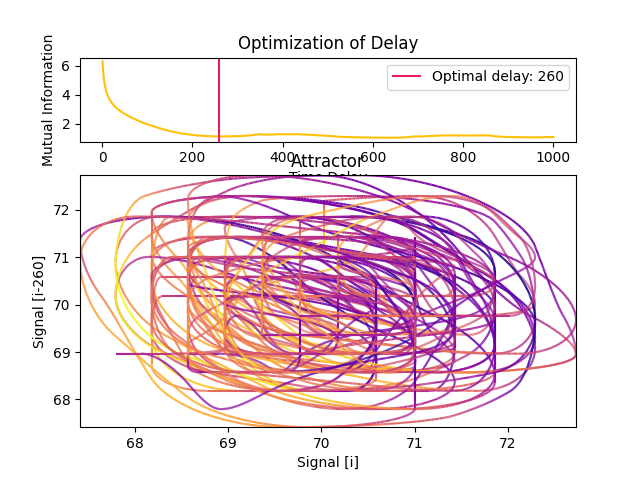 Optimization of Delay
Mutual Information
6
4
2
Optimal delay: 260
0 200 400 600 800 1000
Time Delay
Attractor
Signal [i-260]
72
71
70
69
68
68 69 70 71 72
Signal [i]